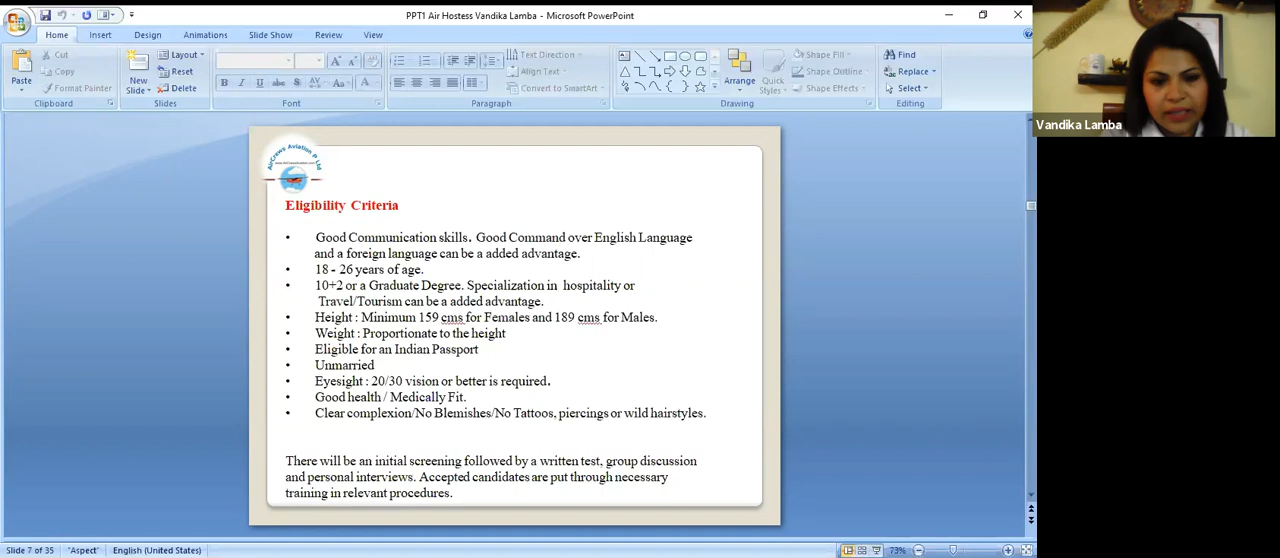 PPT1 Air Hostess Vandika Lamba - Microsoft PowerPoint
Home Insert Design Animations Slide Show Review View
Paste
Cut
Copy
Format Painter
Clipboard
New Slide
Layout
Reset
Delete
Slides
Font
Text Direction
Align Text
Convert to SmartArt
Paragraph
Arrange
Quick Styles
Shape Fill
Shape Outline
Shape Effects
Drawing
Find
Replace
Select
Editing
Vandika Lamba
AirCrews Aviation P Ltd
www.AirCrewsAviation.com
Eligibility Criteria
• Good Communication skills. Good Command over English Language
and a foreign language can be a added advantage.
• 18 - 26 years of age.
• 10+2 or a Graduate Degree. Specialization in hospitality or
Travel/Tourism can be a added advantage.
• Height : Minimum 159 cms for Females and 189 cms for Males.
• Weight : Proportionate to the height
• Eligible for an Indian Passport
• Unmarried
• Eyesight : 20/30 vision or better is required.
• Good health / Medically Fit.
• Clear complexion/No Blemishes/No Tattoos, piercings or wild hairstyles.
There will be an initial screening followed by a written test, group discussion
and personal interviews. Accepted candidates are put through necessary
training in relevant procedures.
Slide 7 of 35 "Aspect" English (United States) 73%